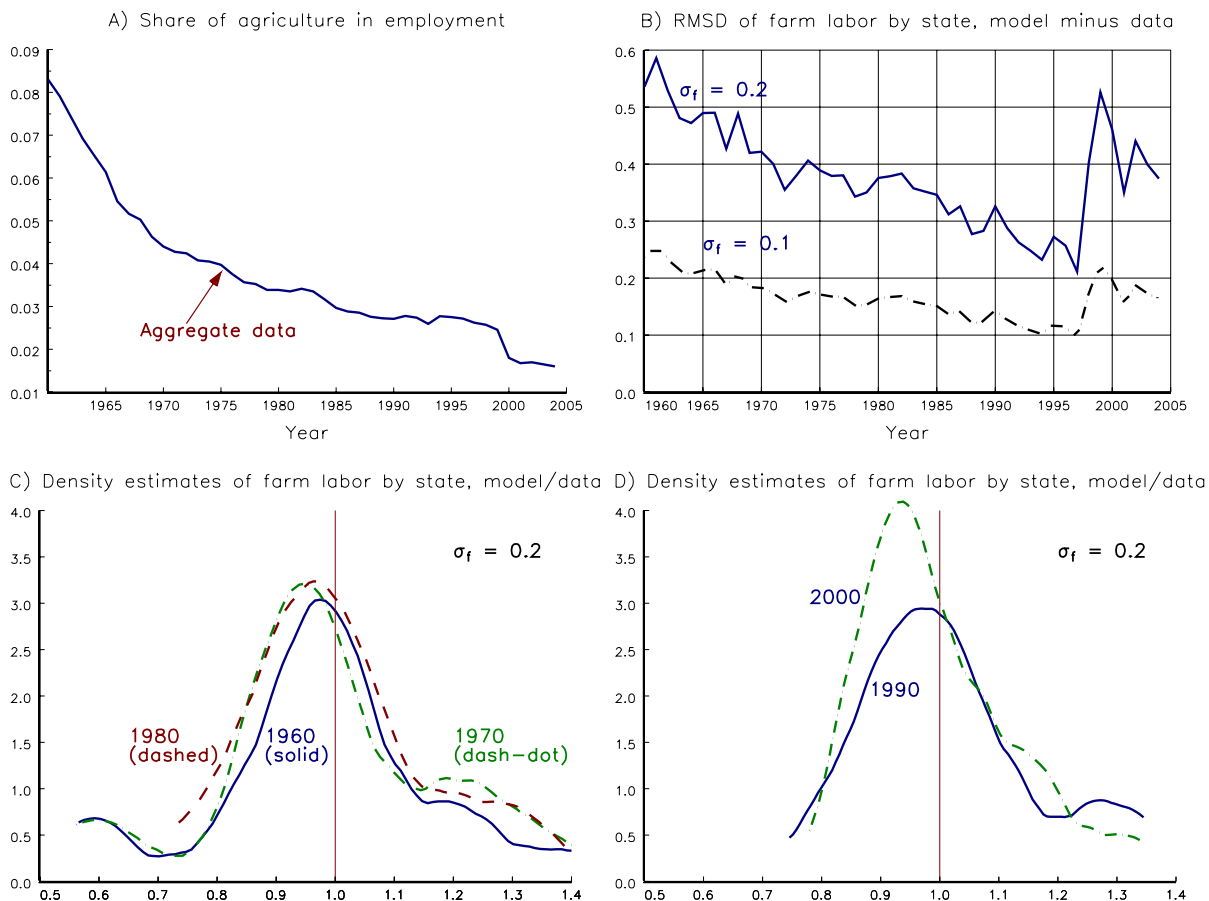 A) Share of agriculture in employment
0.09
0.08
0.07
0.06
0.05
0.04
0.03
0.02
0.01
Aggregate data
1965 1970 1975 1980 1985 1990 1995 2000 2005
Year
B) RMSD of farm labor by state, model minus data
0.6
0.5
0.4
0.3
0.2
0.1
0.0
σf = 0.2
σf = 0.1
1960 1965 1970 1975 1980 1985 1990 1995 2000 2005
Year
C) Density estimates of farm labor by state, model/data
4.0
3.5
3.0
2.5
2.0
1.5
1.0
0.5
0.0
σf = 0.2
1980
(dashed)
1960
(solid)
1970
(dash-dot)
0.5 0.6 0.7 0.8 0.9 1.0 1.1 1.2 1.3 1.4
D) Density estimates of farm labor by state, model/data
4.0
3.5
3.0
2.5
2.0
1.5
1.0
0.5
0.0
σf = 0.2
2000
1990
0.5 0.6 0.7 0.8 0.9 1.0 1.1 1.2 1.3 1.4